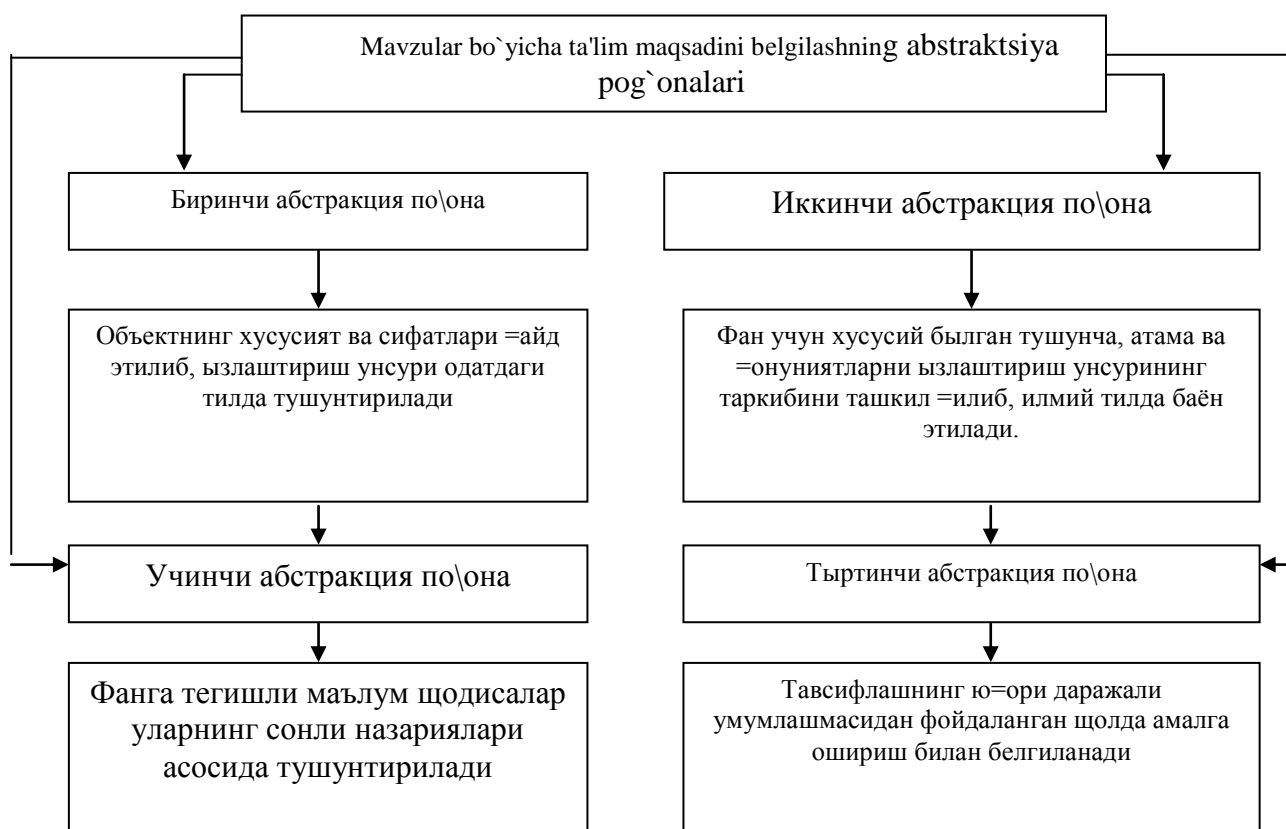 Mavzular bo`yicha ta'lim maqsadini belgilashning abstraktsiya
pog`onalari
Биринчи абстракция по\она
Иккинчи абстракция по\она
Объектнинг хусусият ва сифатлари =айд
этилиб, ызлаштириш унсури одатдаги
тилда тушунтирилади
Фан учун хусусий былган тушунча, атама ва
=онуниятларни ызлаштириш унсурининг
таркибини ташкил =илиб, илмий тилда баён
этилади.
Учинчи абстракция по\она
Тыртинчи абстракция по\она
Фанга тегишли маълум щодисалар
уларнинг сонли назариялари
асосида тушунтирилади
Тавсифлашнинг ю=ори даражали
умумлашмасидан фойдаланган щолда амалга
ошириш билан белгиланади